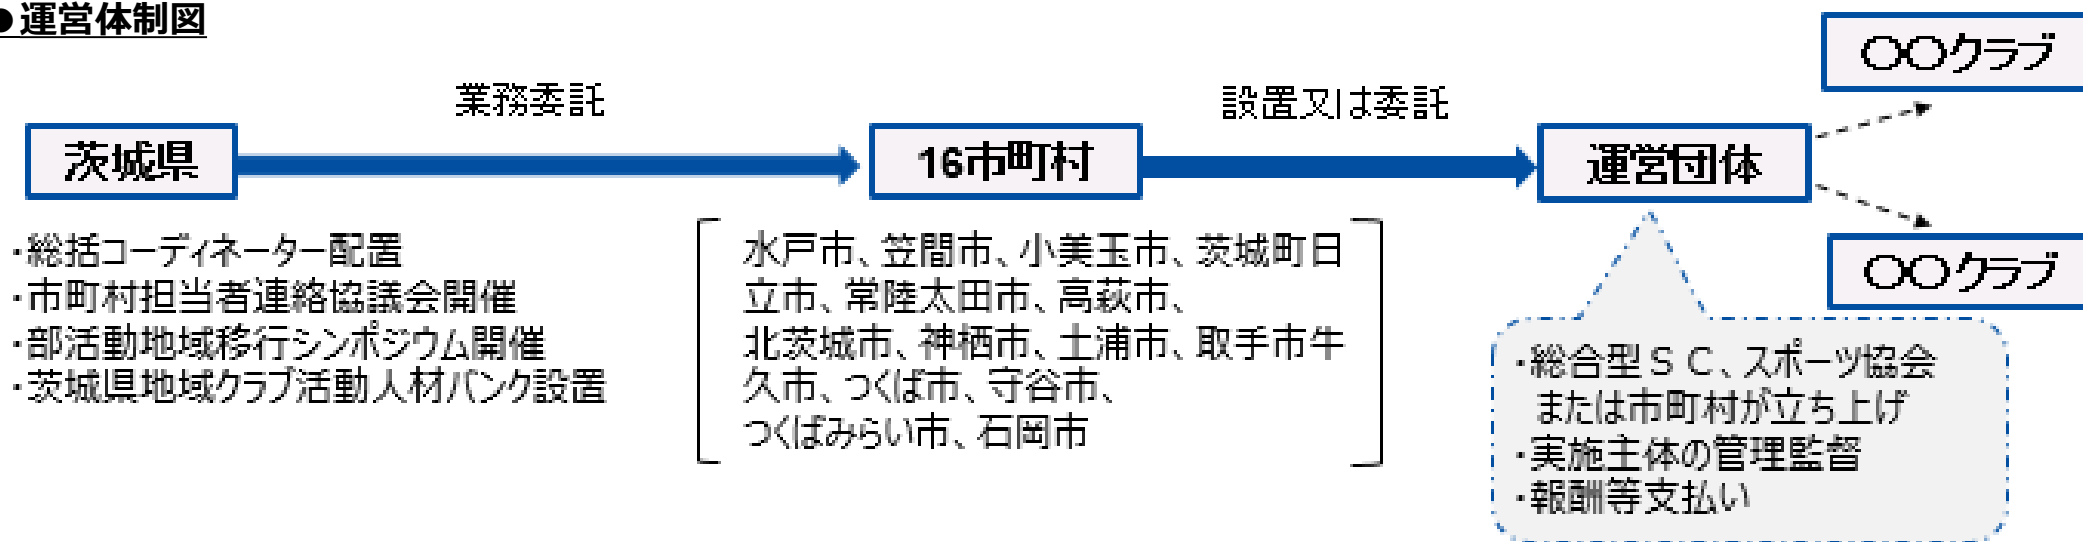 ●運営体制図
〇〇クラブ
業務委託
設置又は委託
茨城県
16市町村
運営団体
・総括コーディネーター配置
・市町村担当者連絡協議会開催
・部活動地域移行シンポジウム開催
・茨城県地域クラブ活動人材バンク設置
水戸市、笠間市、小美玉市、茨城町日
立市、常陸太田市、高萩市、
北茨城市、神栖市、土浦市、取手市牛
久市、つくば市、守谷市、
つくばみらい市、石岡市
〇〇クラブ
・総合型ＳＣ、スポーツ協会
または市町村が立ち上げ
・実施主体の管理監督
・報酬等支払い